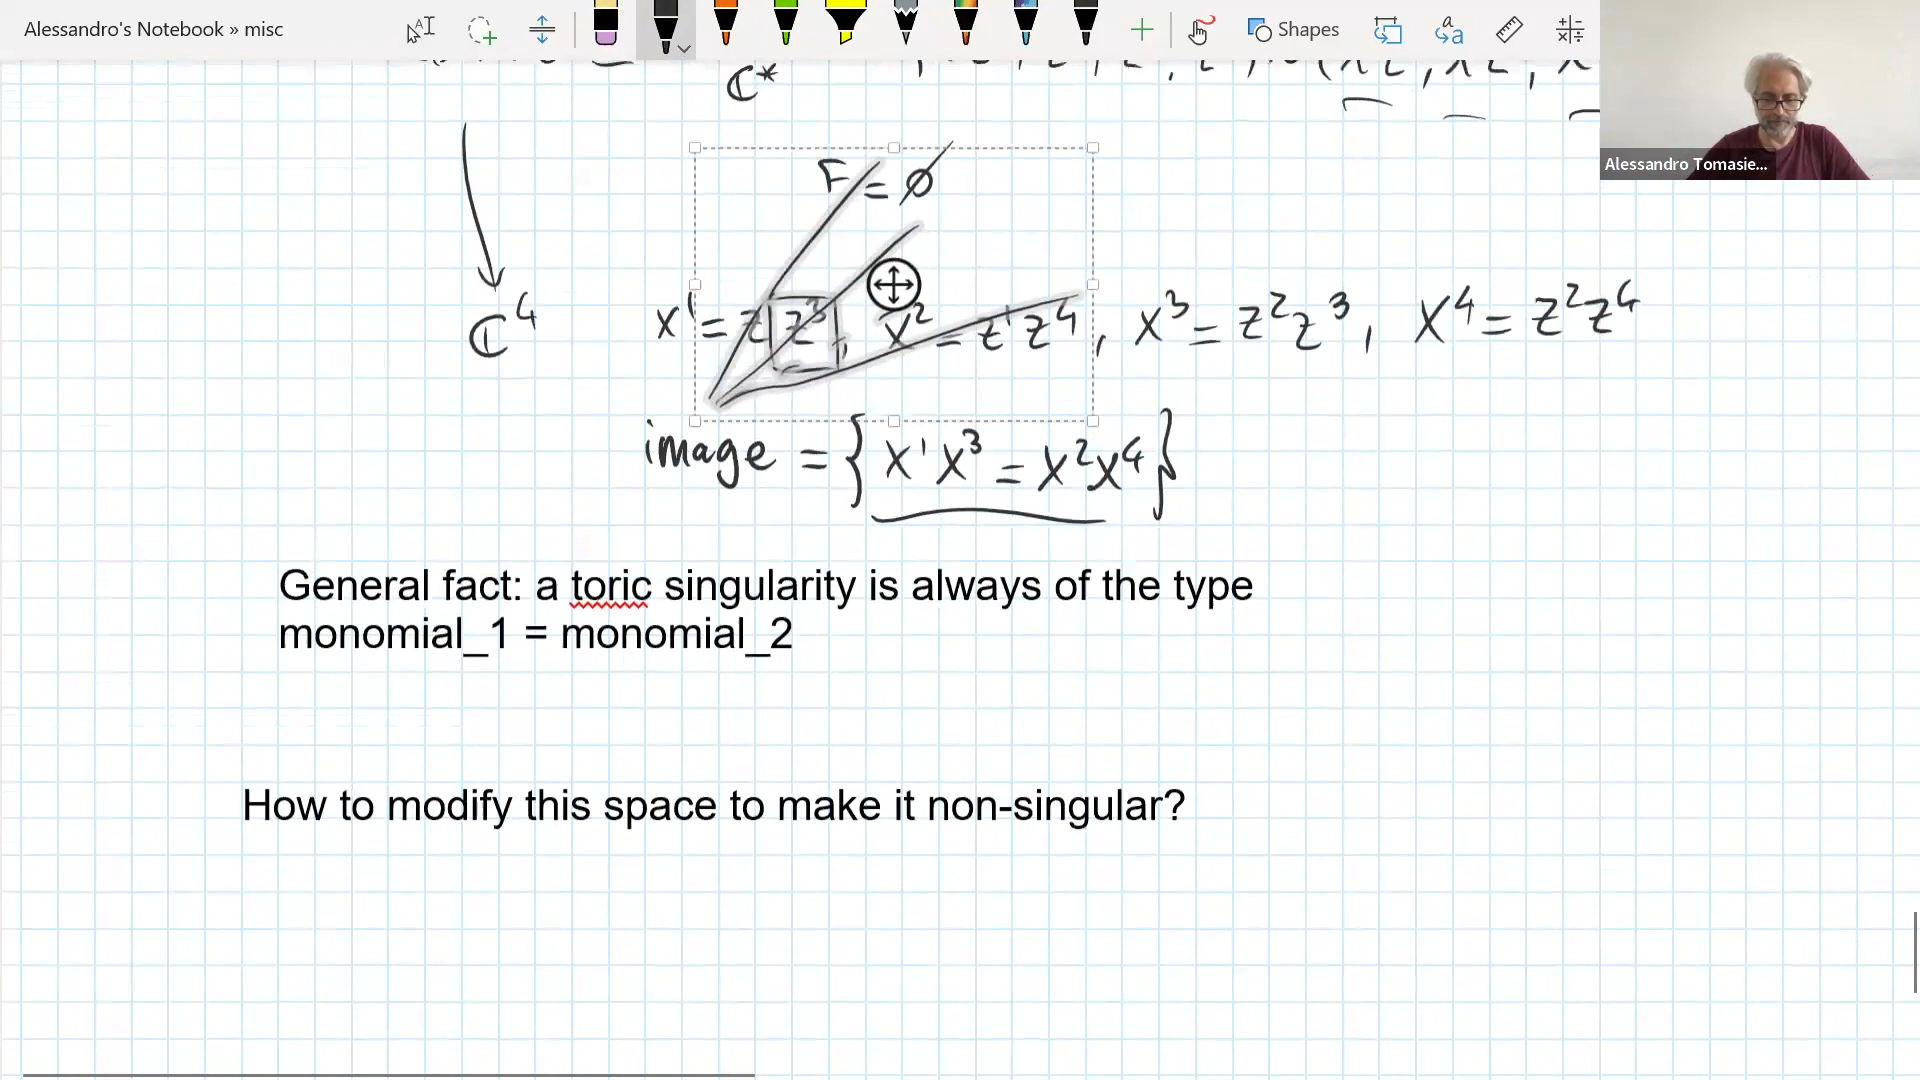 Alessandro's Notebook » misc
Shapes
Alessandro Tomasie...
ℂ*
F = ∅
ℂ⁴ x¹ = z¹z³, x² = z¹z⁴, x³ = z²z³, x⁴ = z²z⁴
image = { x¹x³ = x²x⁴ }
General fact: a toric singularity is always of the type
monomial_1 = monomial_2
How to modify this space to make it non-singular?